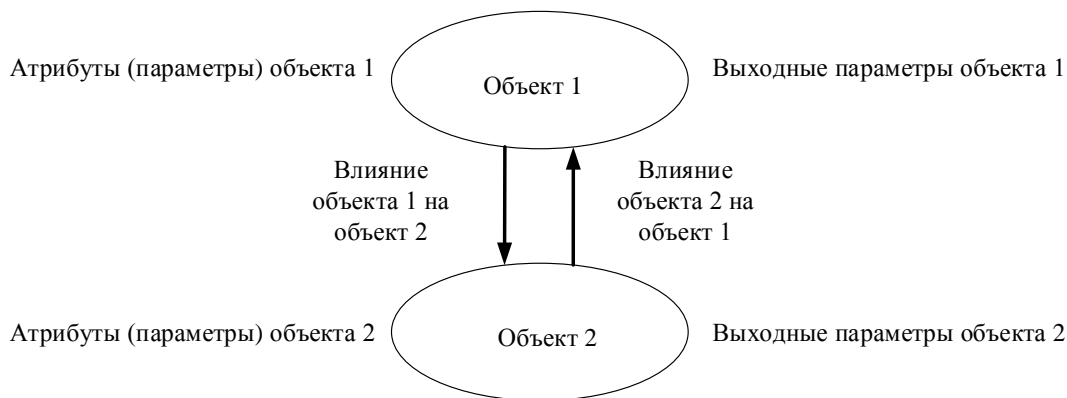 Атрибуты (параметры) объекта 1
Объект 1
Выходные параметры объекта 1
Влияние
объекта 1 на
объект 2
Влияние
объекта 2 на
объект 1
Атрибуты (параметры) объекта 2
Объект 2
Выходные параметры объекта 2